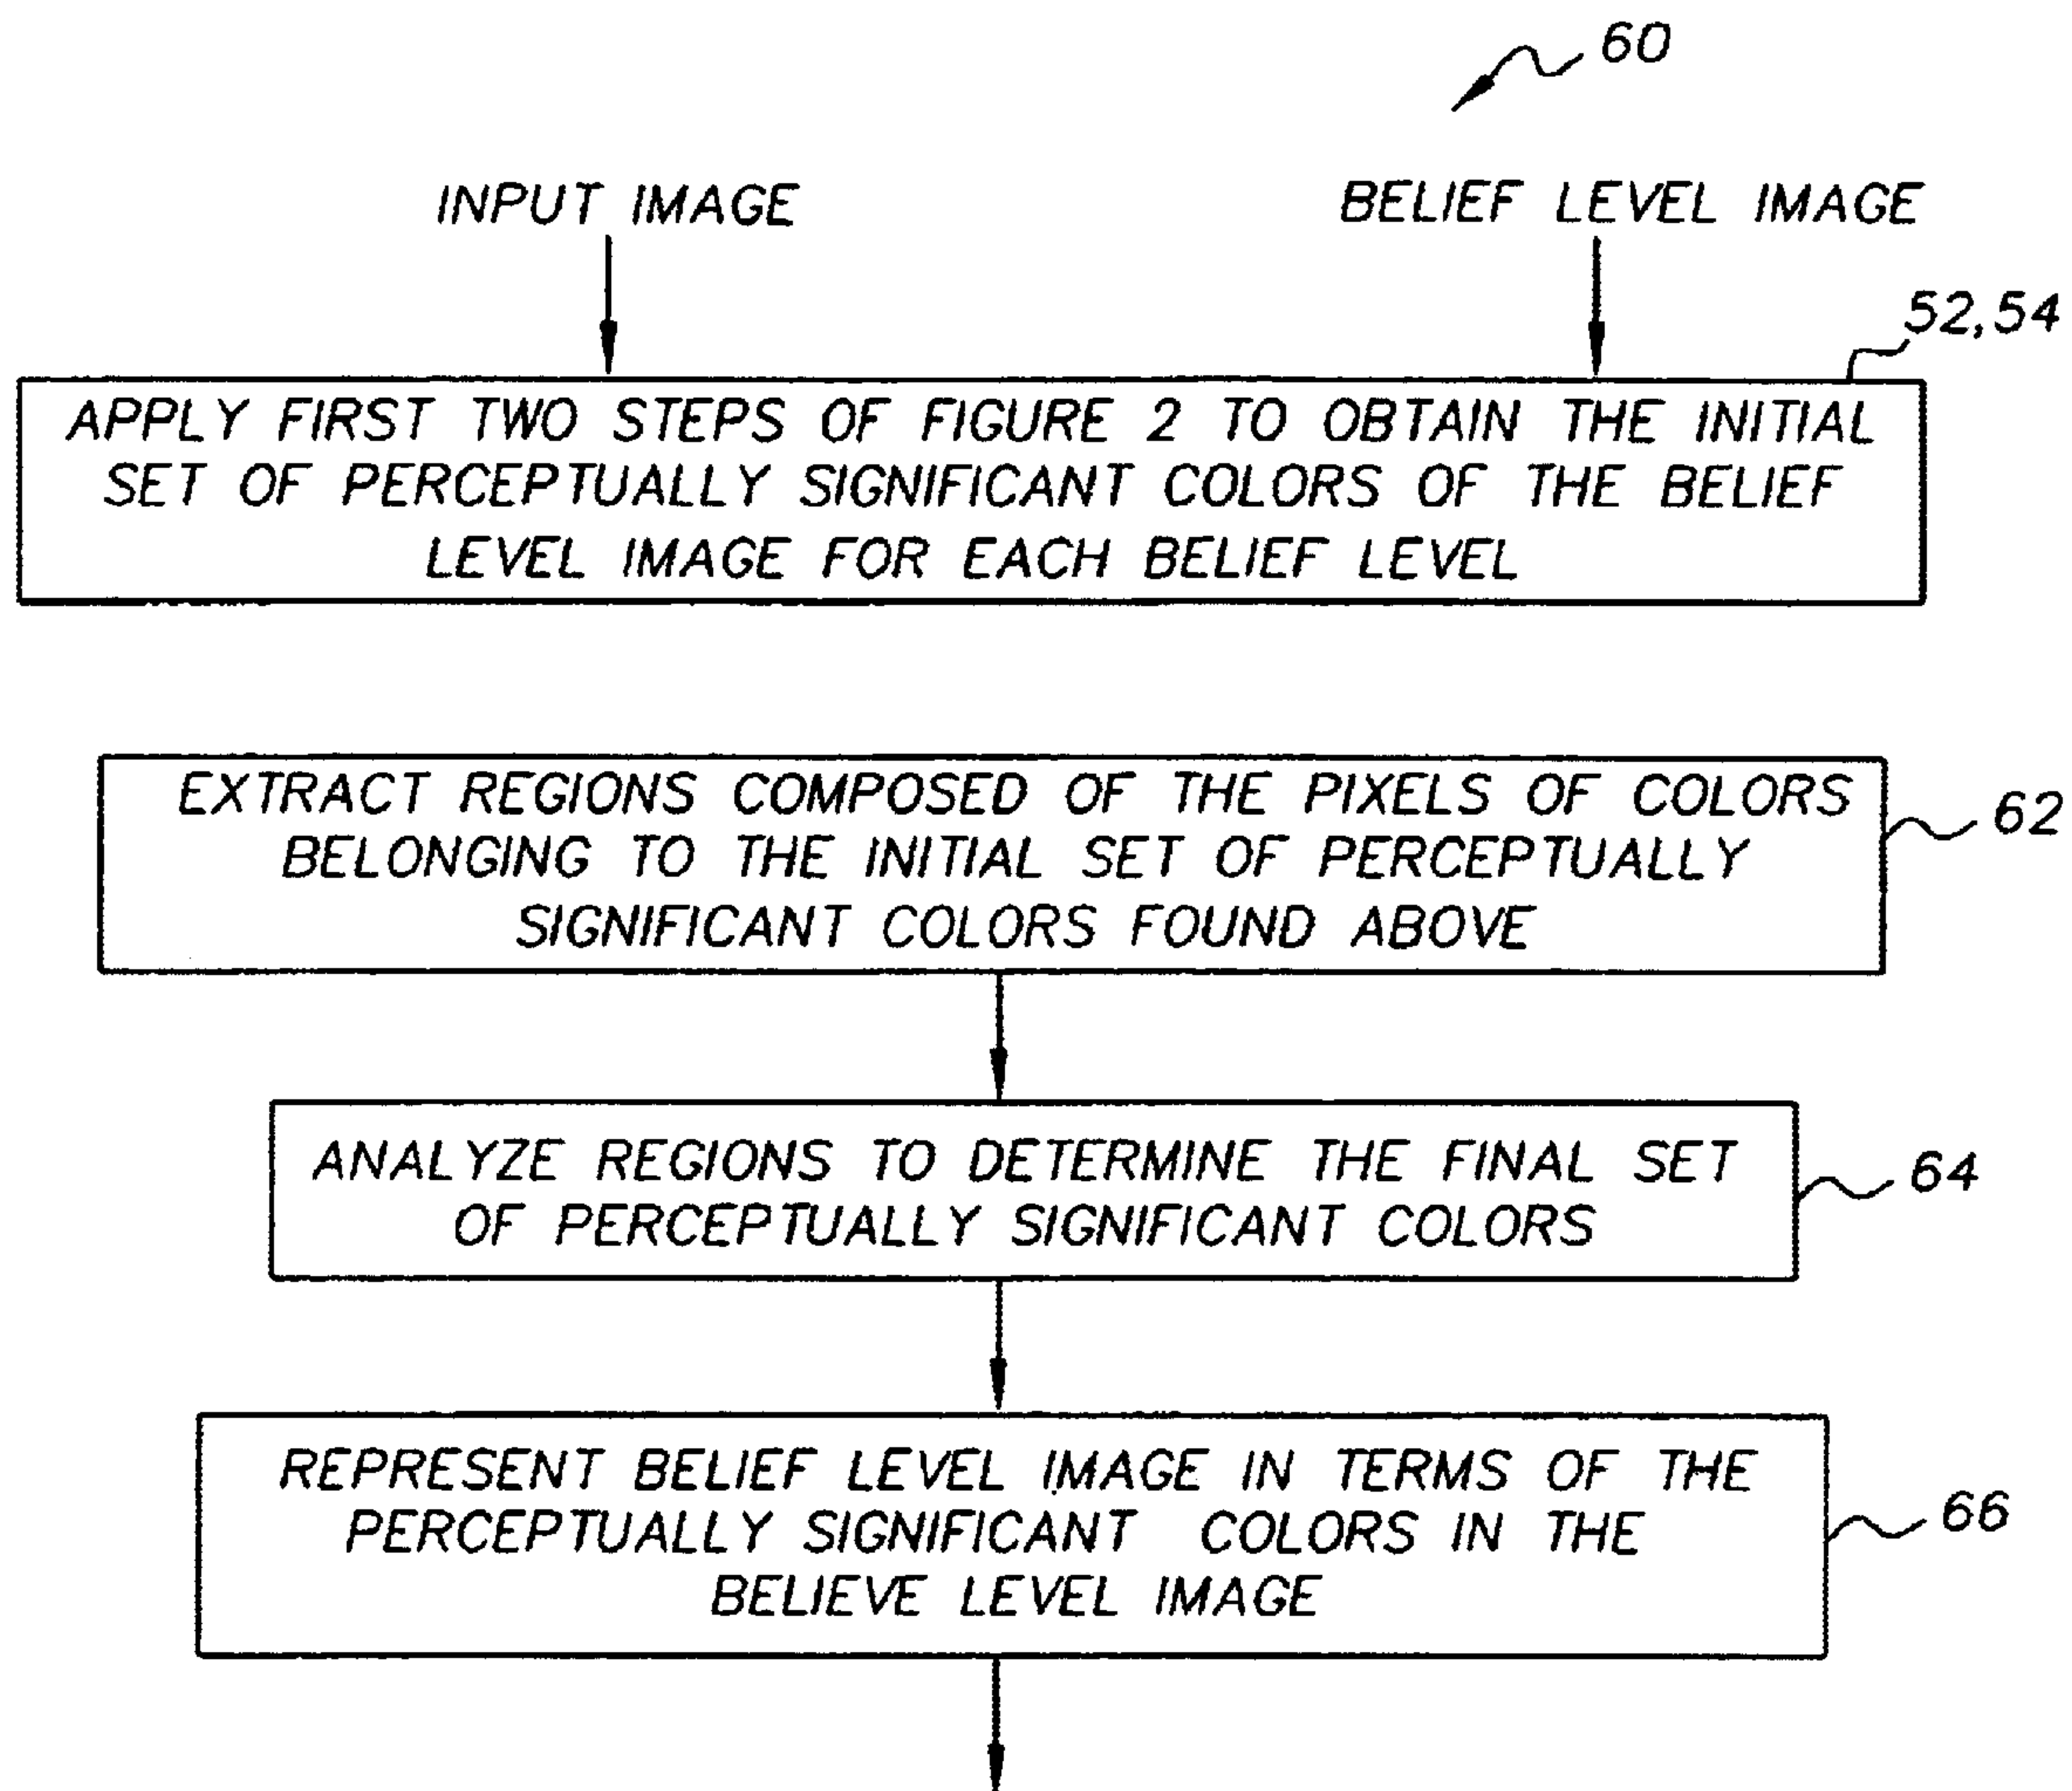 60
INPUT IMAGE
BELIEF LEVEL IMAGE
52,54
APPLY FIRST TWO STEPS OF FIGURE 2 TO OBTAIN THE INITIAL
SET OF PERCEPTUALLY SIGNIFICANT COLORS OF THE BELIEF
LEVEL IMAGE FOR EACH BELIEF LEVEL
EXTRACT REGIONS COMPOSED OF THE PIXELS OF COLORS
BELONGING TO THE INITIAL SET OF PERCEPTUALLY
SIGNIFICANT COLORS FOUND ABOVE
62
ANALYZE REGIONS TO DETERMINE THE FINAL SET
OF PERCEPTUALLY SIGNIFICANT COLORS
64
REPRESENT BELIEF LEVEL IMAGE IN TERMS OF THE
PERCEPTUALLY SIGNIFICANT COLORS IN THE
BELIEVE LEVEL IMAGE
66